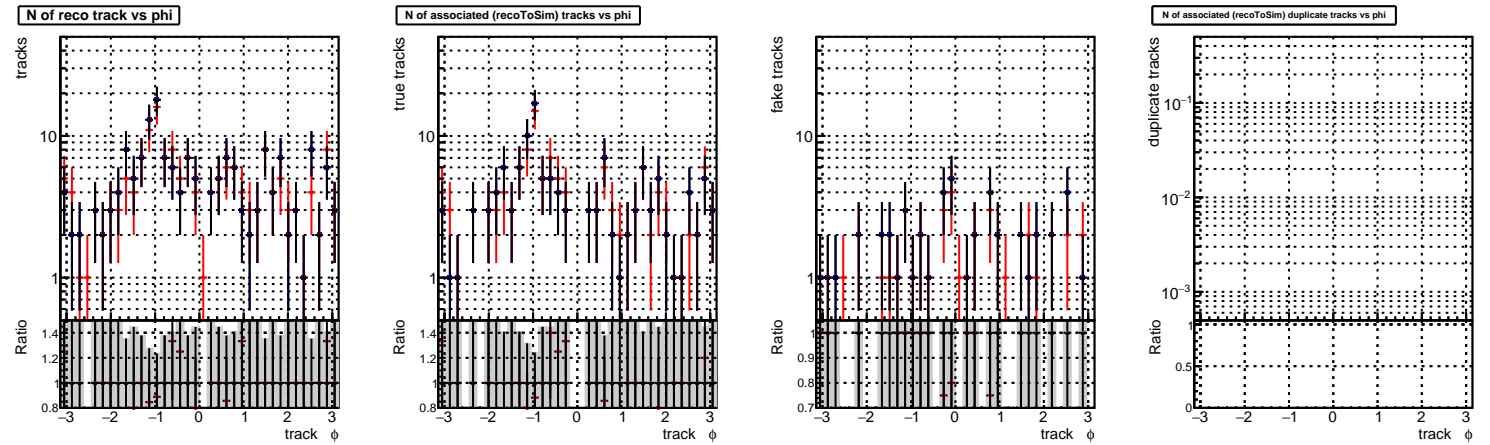 N of reco track vs phi
tracks
10
1
Ratio
1.4
1.2
1
0.8
−3 −2 −1 0 1 2 3
track ϕ
N of associated (recoToSim) tracks vs phi
true tracks
10
1
Ratio
1.4
1.2
1
0.8
−3 −2 −1 0 1 2 3
track ϕ
fake tracks
10
1
Ratio
1
0.9
0.8
0.7
−3 −2 −1 0 1 2 3
track ϕ
N of associated (recoToSim) duplicate tracks vs phi
duplicate tracks
10−1
10−2
10−3
Ratio
1
0.5
0
−3 −2 −1 0 1 2 3
track ϕ